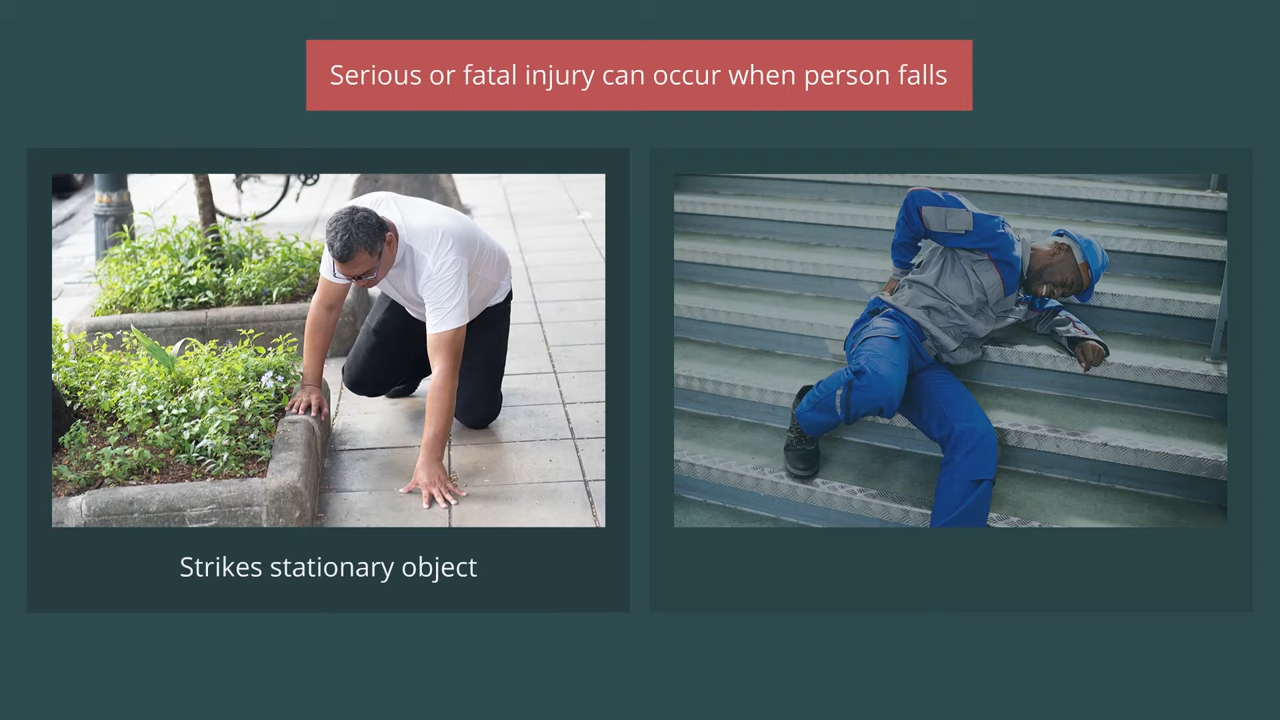 Serious or fatal injury can occur when person falls
Strikes stationary object